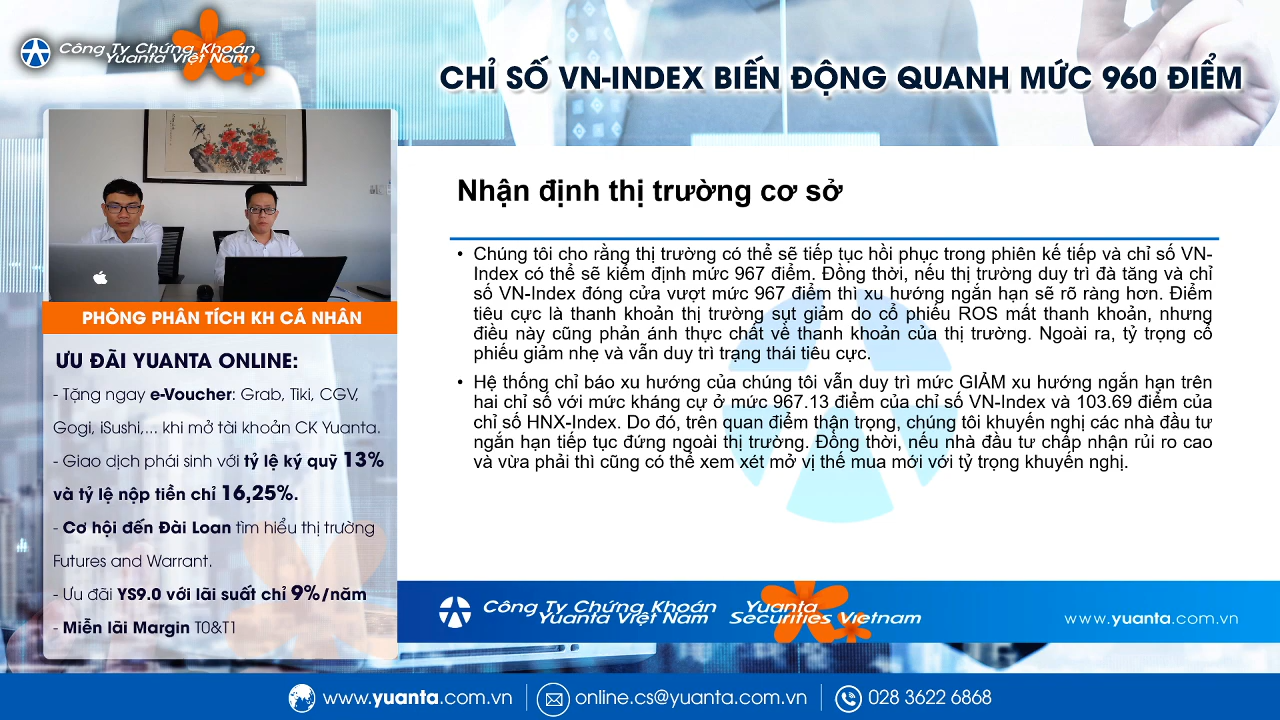 Công Ty Chứng Khoán
Yuanta Việt Nam
CHỈ SỐ VN-INDEX BIẾN ĐỘNG QUANH MỨC 960 ĐIỂM
PHÒNG PHÂN TÍCH KH CÁ NHÂN
ƯU ĐÃI YUANTA ONLINE:
- Tặng ngay e-Voucher: Grab, Tiki, CGV,
Gogi, iSushi,... khi mở tài khoản CK Yuanta.
- Giao dịch phái sinh với tỷ lệ ký quỹ 13%
và tỷ lệ nộp tiền chỉ 16,25%.
- Cơ hội đến Đài Loan tìm hiểu thị trường
Futures and Warrant.
- Ưu đãi YS9.0 với lãi suất chỉ 9%/năm
- Miễn lãi Margin T0&T1
Nhận định thị trường cơ sở
• Chúng tôi cho rằng thị trường có thể sẽ tiếp tục hồi phục trong phiên kế tiếp và chỉ số VN-
Index có thể sẽ kiểm định mức 967 điểm. Đồng thời, nếu thị trường duy trì đà tăng và chỉ
số VN-Index đóng cửa vượt mức 967 điểm thì xu hướng ngắn hạn sẽ rõ ràng hơn. Điểm
tiêu cực là thanh khoản thị trường sụt giảm do cổ phiếu ROS mất thanh khoản, nhưng
điều này cũng phản ánh thực chất về thanh khoản của thị trường. Ngoài ra, tỷ trọng cổ
phiếu giảm nhẹ và vẫn duy trì trạng thái tiêu cực.
• Hệ thống chỉ báo xu hướng của chúng tôi vẫn duy trì mức GIẢM xu hướng ngắn hạn trên
hai chỉ số với mức kháng cự ở mức 967.13 điểm của chỉ số VN-Index và 103.69 điểm của
chỉ số HNX-Index. Do đó, trên quan điểm thận trọng, chúng tôi khuyến nghị các nhà đầu tư
ngắn hạn tiếp tục đứng ngoài thị trường. Đồng thời, nếu nhà đầu tư chấp nhận rủi ro cao
và vừa phải thì cũng có thể xem xét mở vị thế mua mới với tỷ trọng khuyến nghị.
Công Ty Chứng Khoán
Yuanta Việt Nam
Yuanta
Securities Vietnam
www.yuanta.com.vn
www.yuanta.com.vn
online.cs@yuanta.com.vn
028 3622 6868